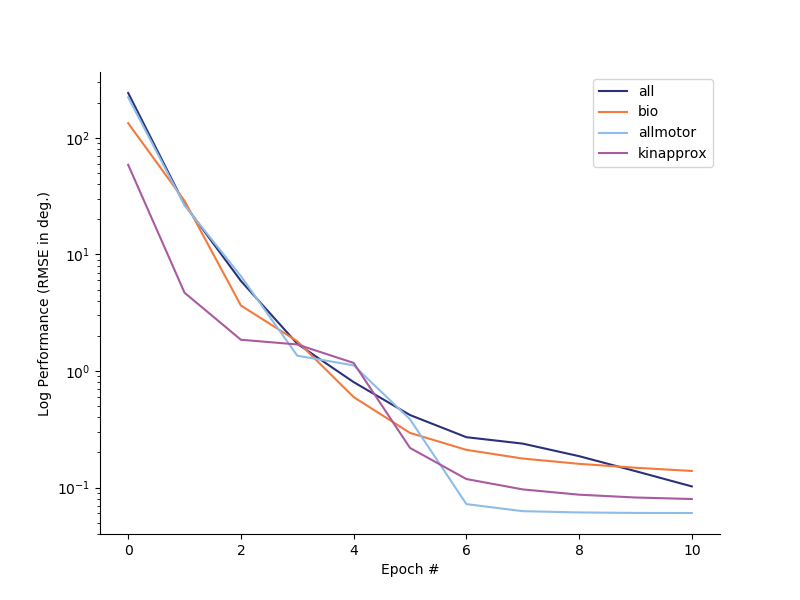 all
bio
allmotor
kinapprox
10²
10¹
10⁰
10⁻¹
Log Performance (RMSE in deg.)
0 2 4 6 8 10
Epoch #